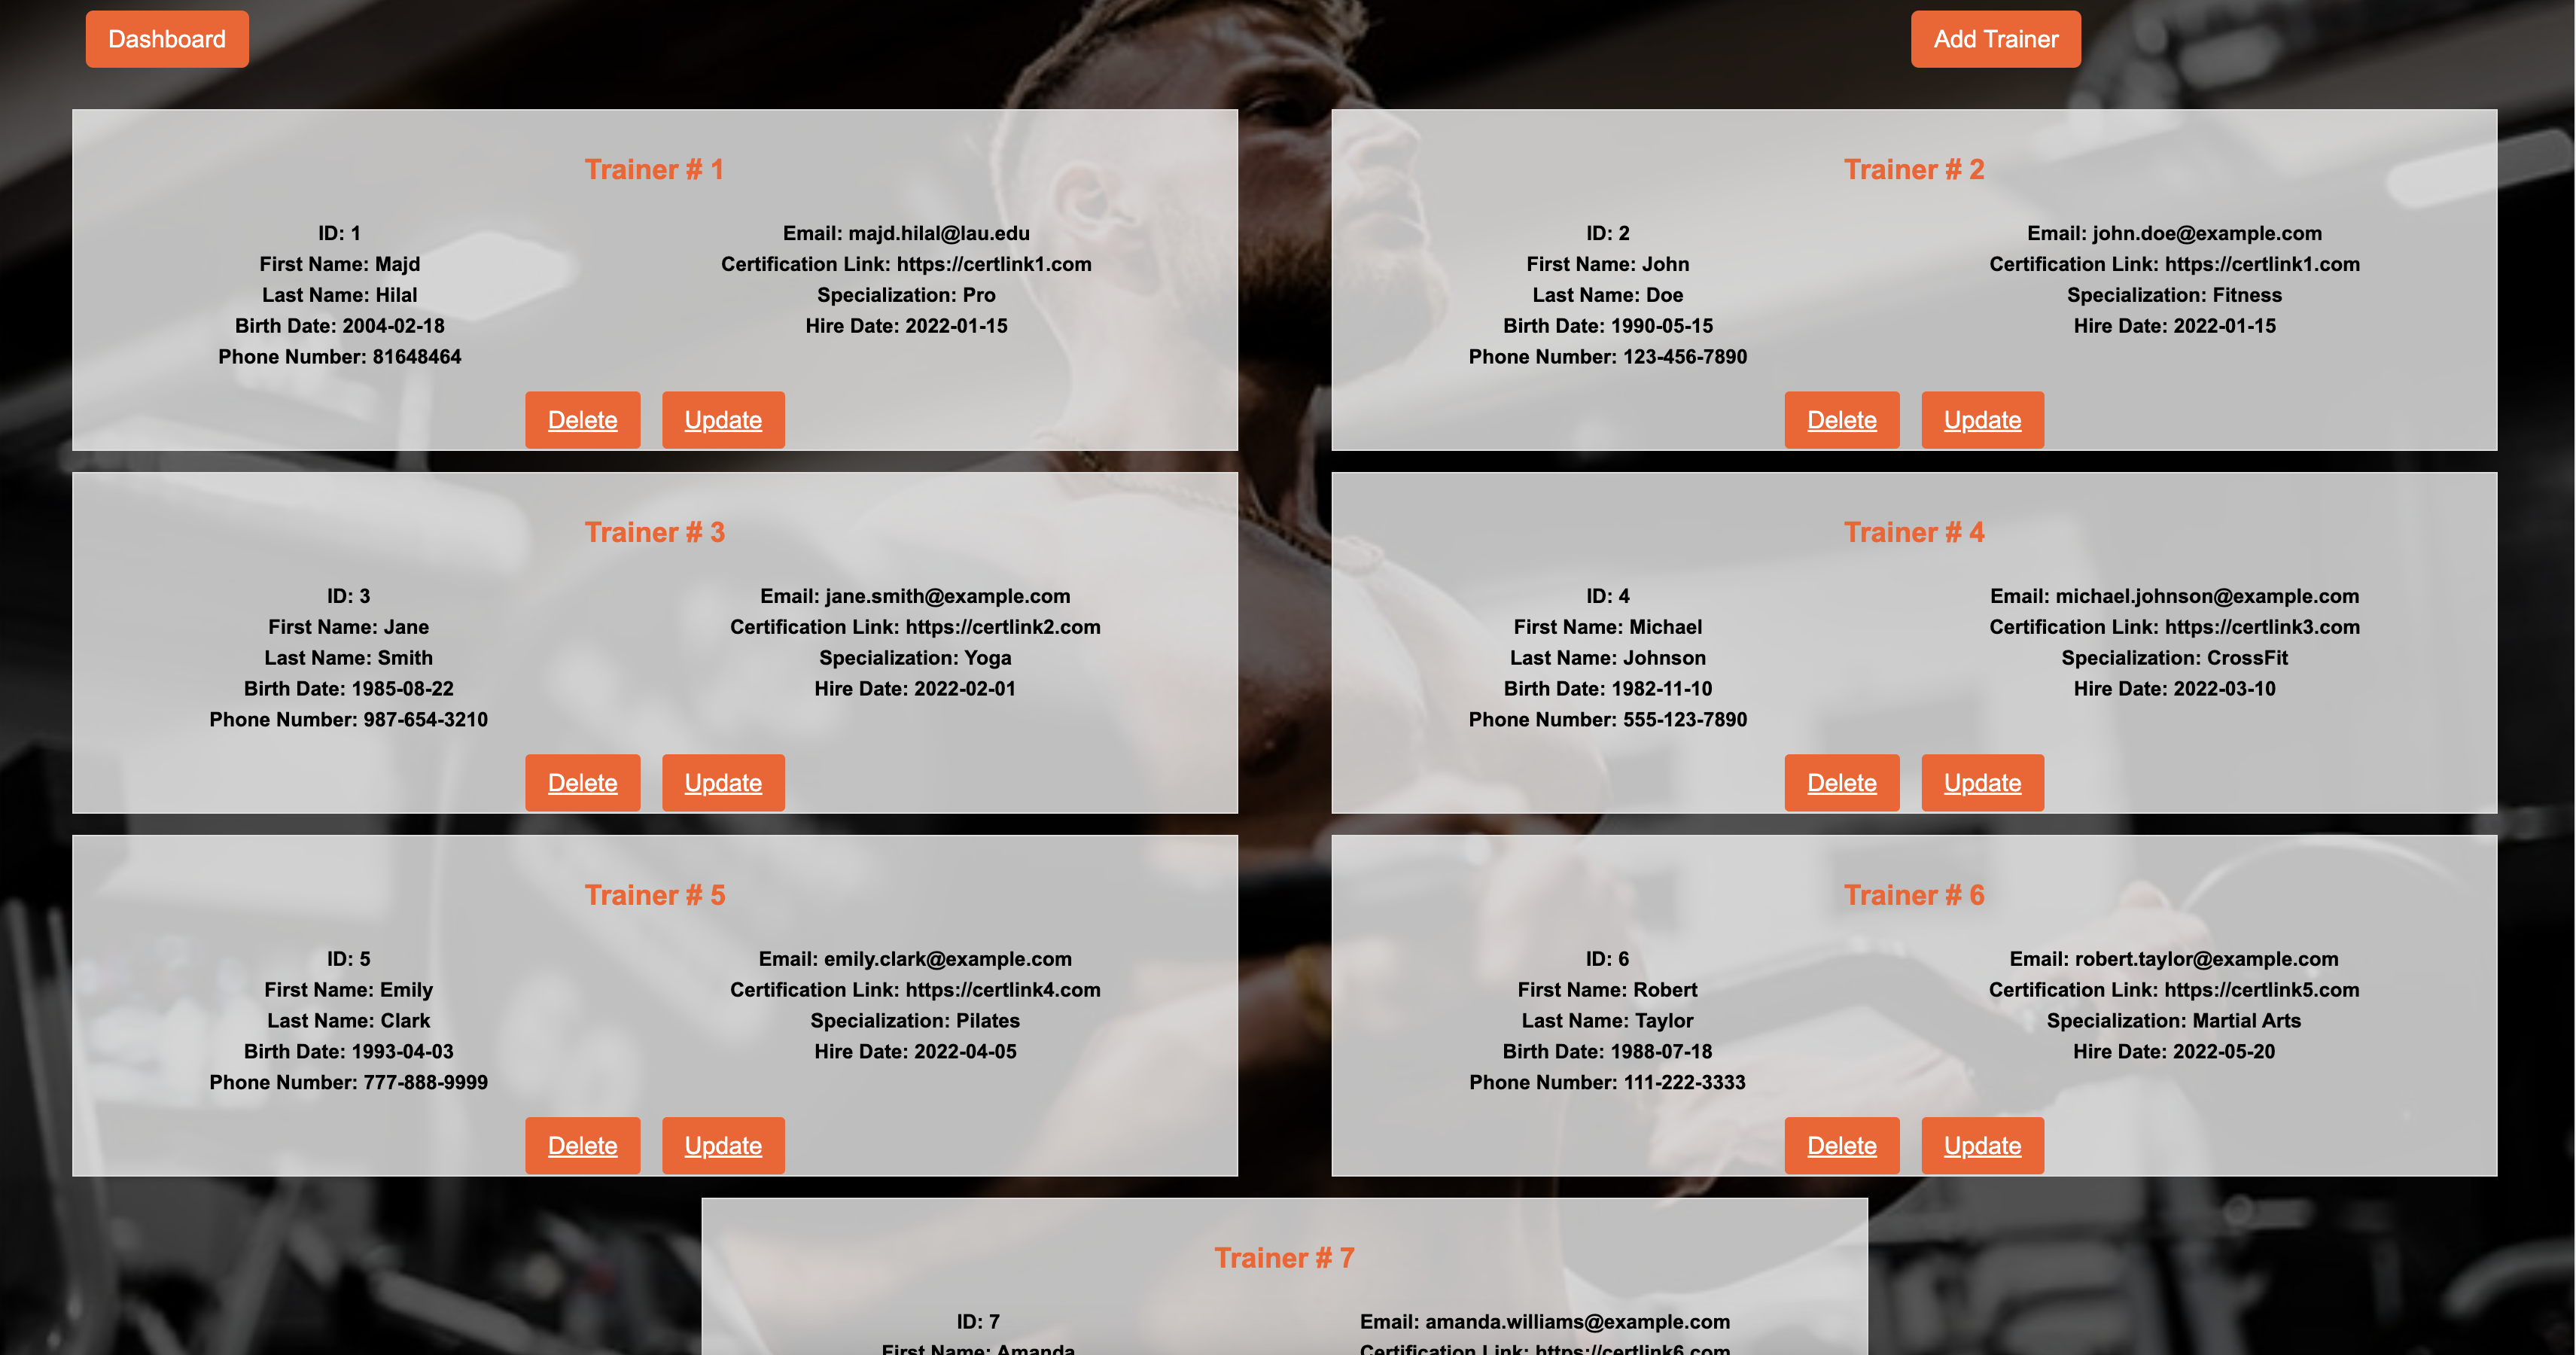 Dashboard
Add Trainer
Trainer # 1
ID: 1
First Name: Majd
Last Name: Hilal
Birth Date: 2004-02-18
Phone Number: 81648464
Email: majd.hilal@lau.edu
Certification Link: https://certlink1.com
Specialization: Pro
Hire Date: 2022-01-15
Delete Update
Trainer # 2
ID: 2
First Name: John
Last Name: Doe
Birth Date: 1990-05-15
Phone Number: 123-456-7890
Email: john.doe@example.com
Certification Link: https://certlink1.com
Specialization: Fitness
Hire Date: 2022-01-15
Delete Update
Trainer # 3
ID: 3
First Name: Jane
Last Name: Smith
Birth Date: 1985-08-22
Phone Number: 987-654-3210
Email: jane.smith@example.com
Certification Link: https://certlink2.com
Specialization: Yoga
Hire Date: 2022-02-01
Delete Update
Trainer # 4
ID: 4
First Name: Michael
Last Name: Johnson
Birth Date: 1982-11-10
Phone Number: 555-123-7890
Email: michael.johnson@example.com
Certification Link: https://certlink3.com
Specialization: CrossFit
Hire Date: 2022-03-10
Delete Update
Trainer # 5
ID: 5
First Name: Emily
Last Name: Clark
Birth Date: 1993-04-03
Phone Number: 777-888-9999
Email: emily.clark@example.com
Certification Link: https://certlink4.com
Specialization: Pilates
Hire Date: 2022-04-05
Delete Update
Trainer # 6
ID: 6
First Name: Robert
Last Name: Taylor
Birth Date: 1988-07-18
Phone Number: 111-222-3333
Email: robert.taylor@example.com
Certification Link: https://certlink5.com
Specialization: Martial Arts
Hire Date: 2022-05-20
Delete Update
Trainer # 7
ID: 7
First Name: Amanda
Email: amanda.williams@example.com
Certification Link: https://certlink6.com